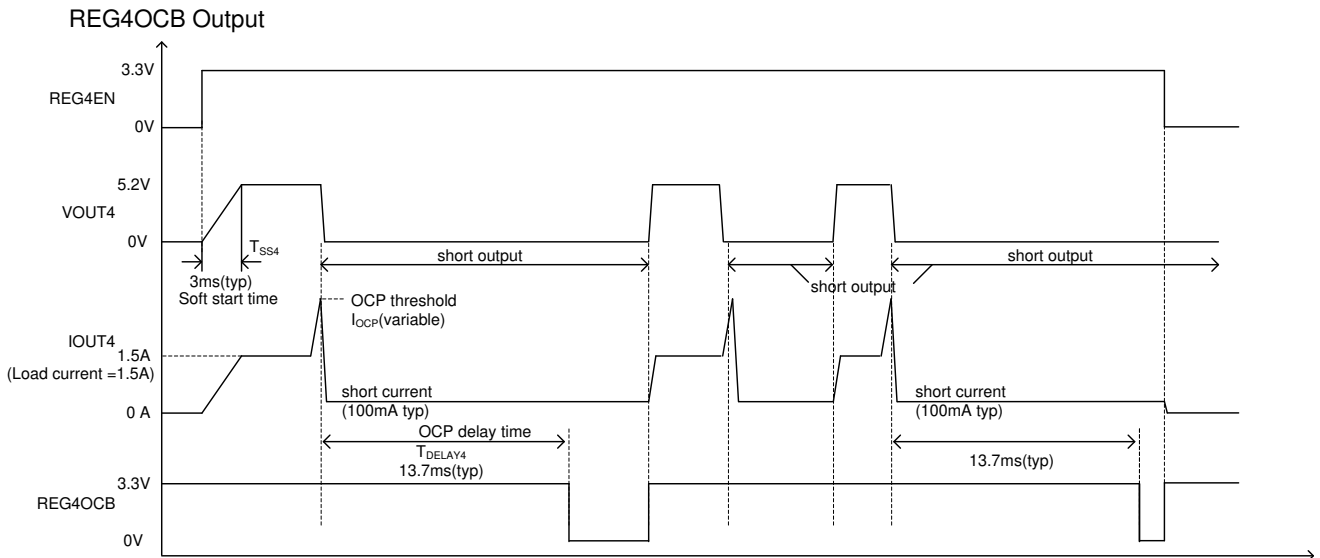 REG4OCB Output
3.3V
REG4EN
0V
5.2V
VOUT4
0V
TSS4
3ms(typ)
Soft start time
short output
short output
short output
OCP threshold
IOCP(variable)
IOUT4
1.5A
(Load current =1.5A)
0 A
short current
(100mA typ)
short current
(100mA typ)
OCP delay time
TDELAY4
13.7ms(typ)
13.7ms(typ)
3.3V
REG4OCB
0V